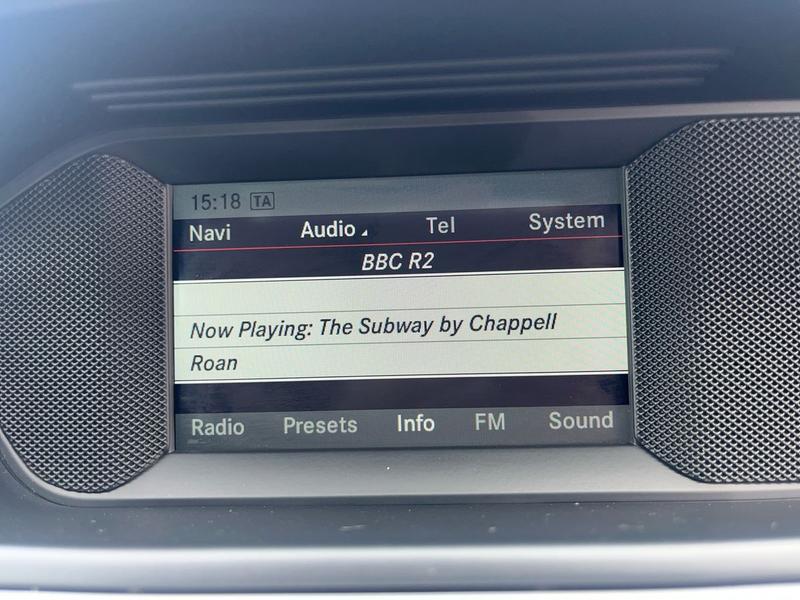 15:18 TA
Navi Audio Tel System
BBC R2
Now Playing: The Subway by Chappell
Roan
Radio Presets Info FM Sound